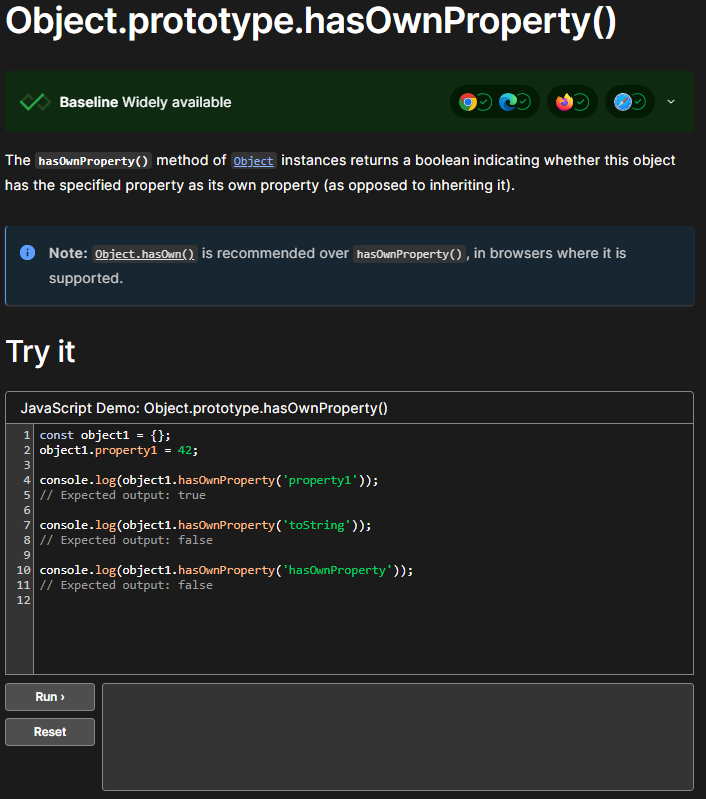 Object.prototype.hasOwnProperty()
Baseline Widely available
The hasOwnProperty() method of Object instances returns a boolean indicating whether this object
has the specified property as its own property (as opposed to inheriting it).
Note: Object.hasOwn() is recommended over hasOwnProperty(), in browsers where it is
supported.
Try it
JavaScript Demo: Object.prototype.hasOwnProperty()
1 const object1 = {};
2 object1.property1 = 42;
3
4 console.log(object1.hasOwnProperty('property1'));
5 // Expected output: true
6
7 console.log(object1.hasOwnProperty('toString'));
8 // Expected output: false
9
10 console.log(object1.hasOwnProperty('hasOwnProperty'));
11 // Expected output: false
12
Run ›
Reset